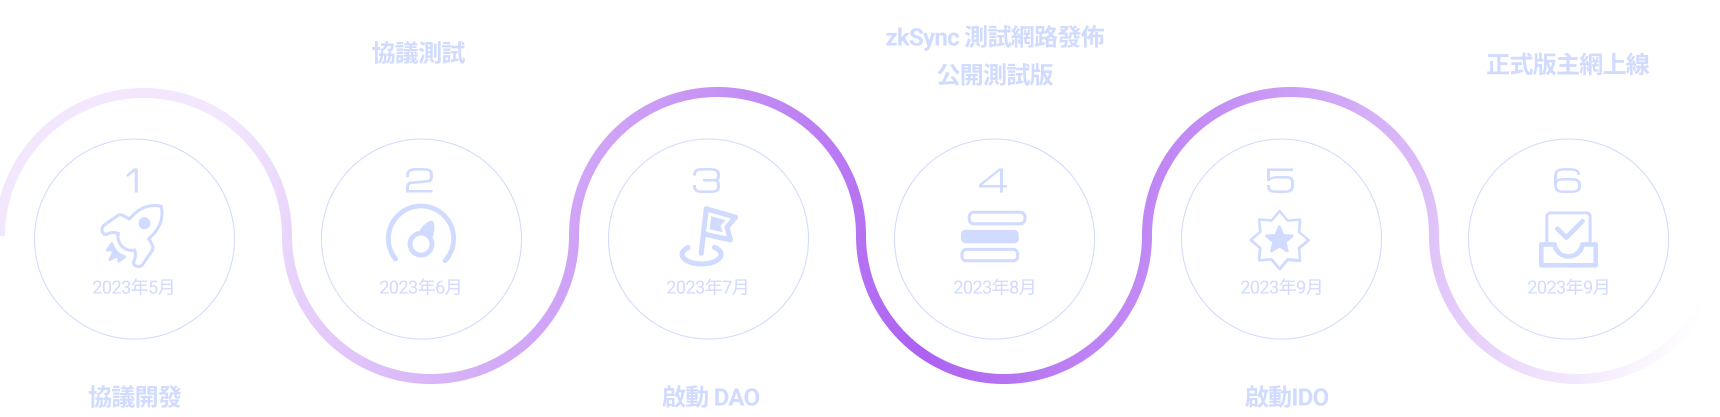 1
2023年5月
協議開發
協議測試
2
2023年6月
3
2023年7月
啟動 DAO
zkSync 測試網路發佈
公開測試版
4
2023年8月
5
2023年9月
啟動IDO
正式版主網上線
6
2023年9月